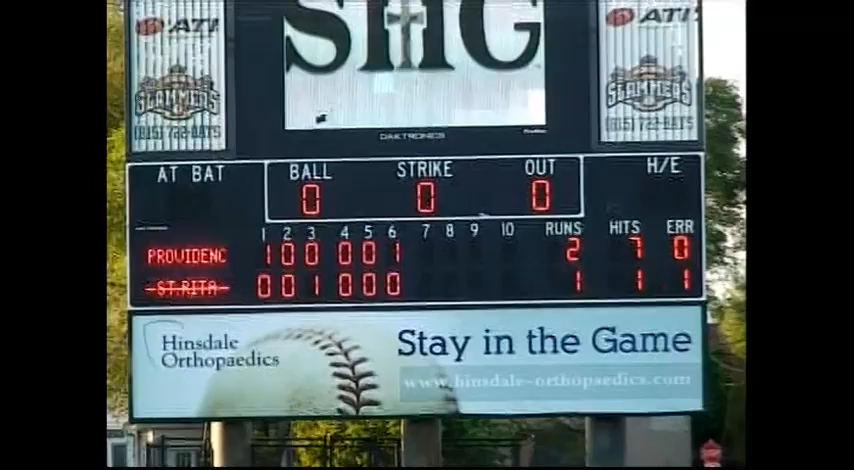 ATI ATI
SHG
SLAMMERS SLAMMERS
(815) 722-BATS (815) 722-BATS
DAKTRONICS
AT BAT BALL STRIKE OUT H/E
0 0 0
1 2 3 4 5 6 7 8 9 10 RUNS HITS ERR
PROVIDENC 1 0 0 0 0 1 2 7 0
ST.RITA 0 0 1 0 0 0 1 1 1
Hinsdale
Orthopaedics
Stay in the Game
www.hinsdale-orthopaedics.com